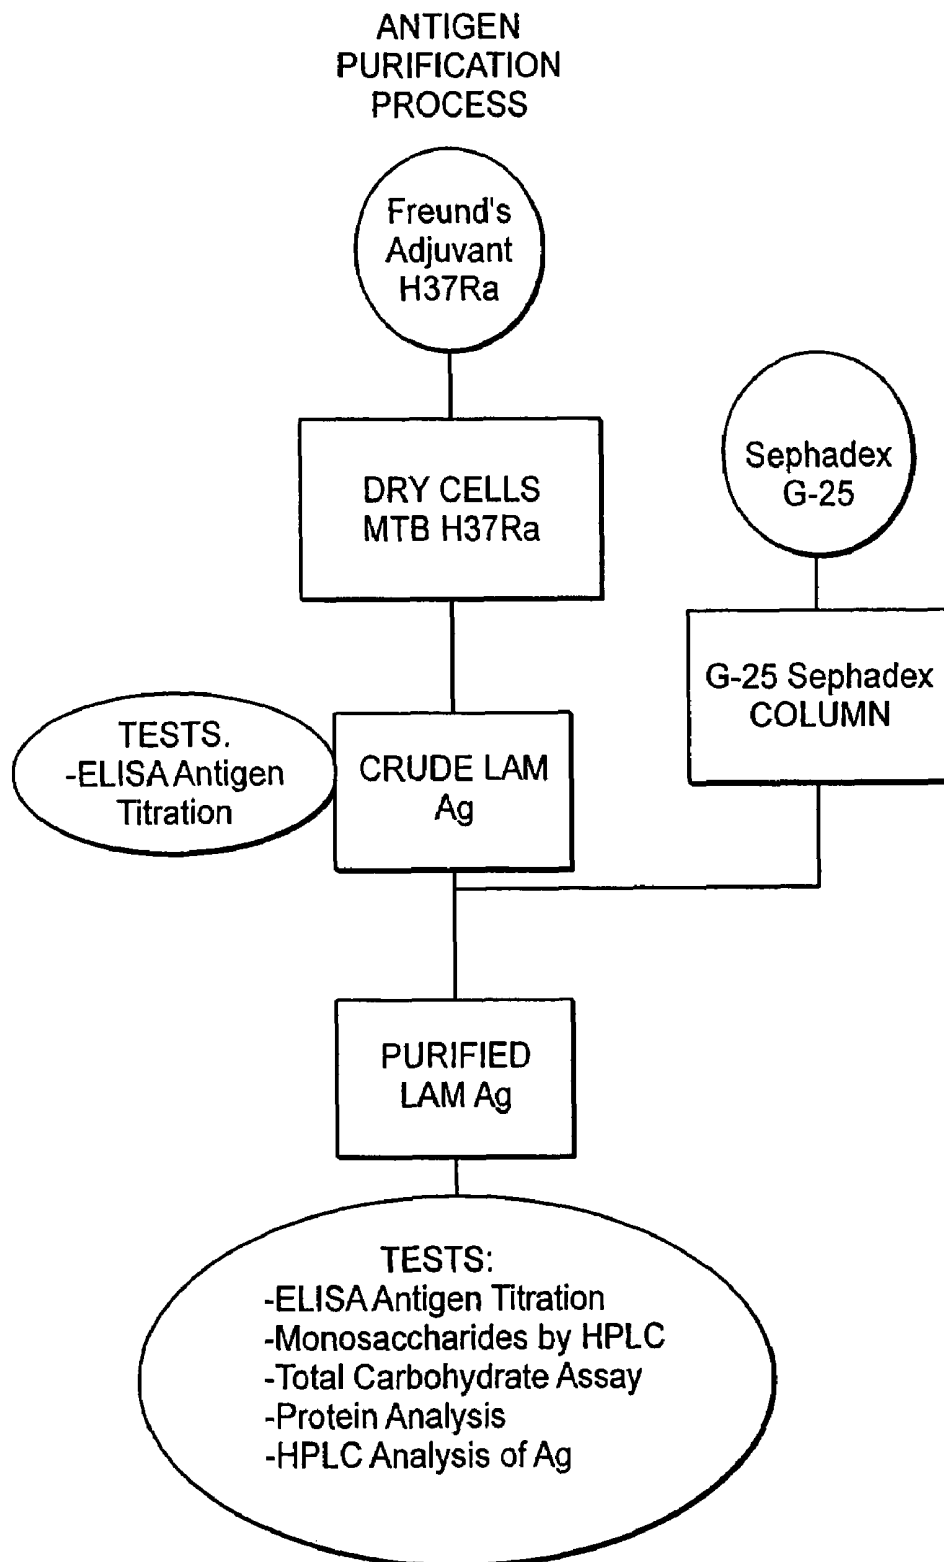 ANTIGEN
PURIFICATION
PROCESS
Freund's
Adjuvant
H37Ra
DRY CELLS
MTB H37Ra
Sephadex
G-25
G-25 Sephadex
COLUMN
TESTS.
-ELISA Antigen
Titration
CRUDE LAM
Ag
PURIFIED
LAM Ag
TESTS:
-ELISA Antigen Titration
-Monosaccharides by HPLC
-Total Carbohydrate Assay
-Protein Analysis
-HPLC Analysis of Ag